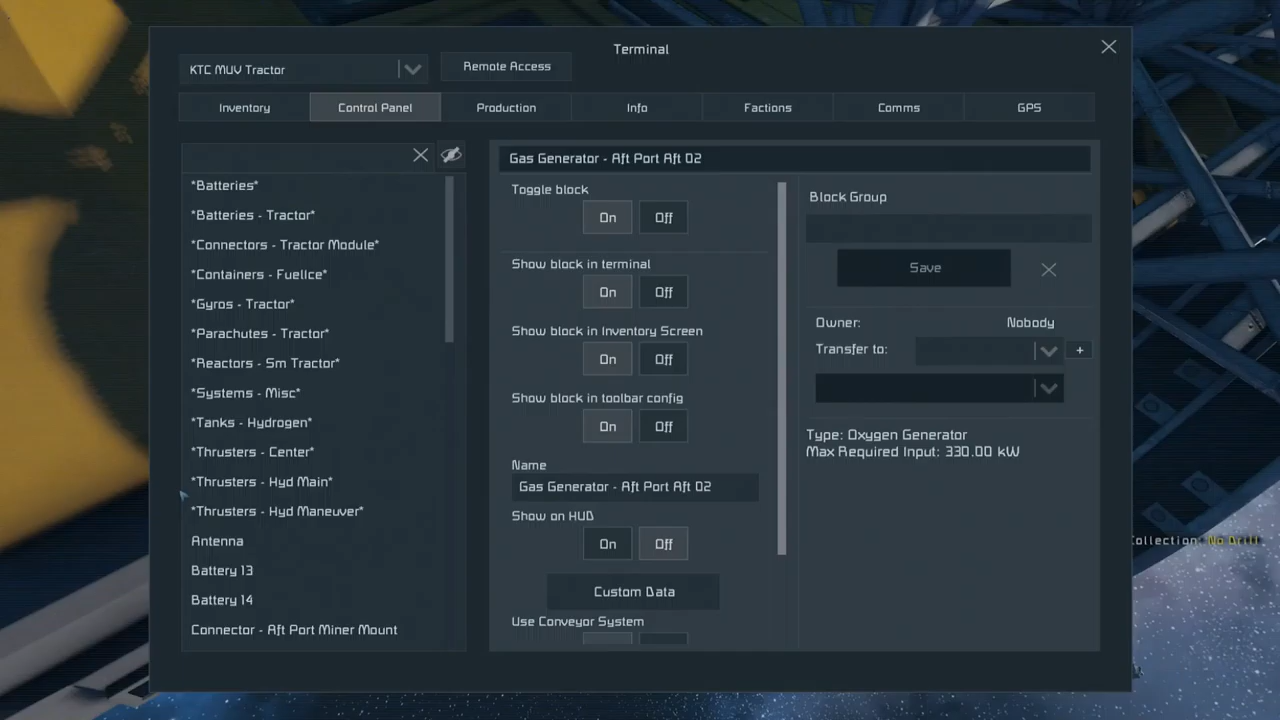 Terminal
KTC MUV Tractor
Remote Access
Inventory
Control Panel
Production
Info
Factions
Comms
GPS
*Batteries*
*Batteries - Tractor*
*Connectors - Tractor Module*
*Containers - FuelIce*
*Gyros - Tractor*
*Parachutes - Tractor*
*Reactors - Sm Tractor*
*Systems - Misc*
*Tanks - Hydrogen*
*Thrusters - Center*
*Thrusters - Hyd Main*
*Thrusters - Hyd Maneuver*
Antenna
Battery 13
Battery 14
Connector - Aft Port Miner Mount
Gas Generator - Aft Port Aft 02
Toggle block
On Off
Show block in terminal
On Off
Show block in Inventory Screen
On Off
Show block in toolbar config
On Off
Name
Gas Generator - Aft Port Aft 02
Show on HUD
On Off
Custom Data
Use Conveyor System
Block Group
Save
Owner: Nobody
Transfer to:
+
Type: Oxygen Generator
Max Required Input: 330.00 kW
ollection: No Drill